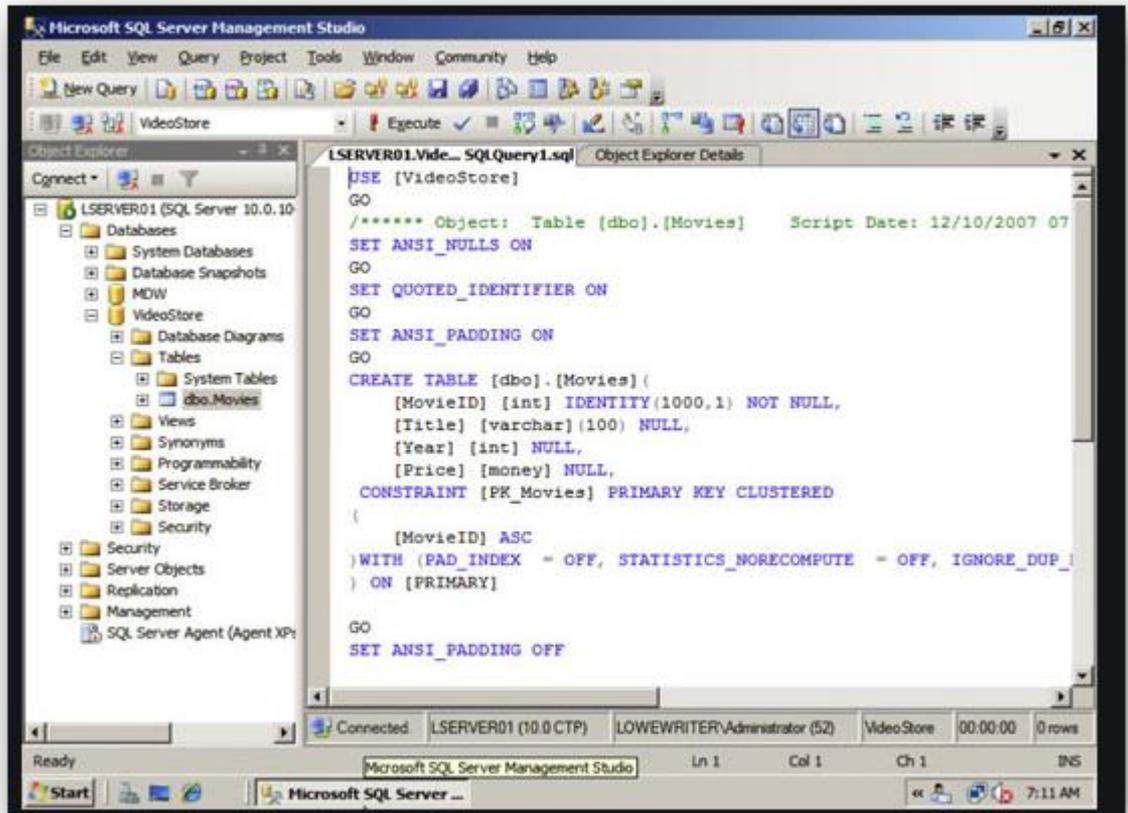 Microsoft SQL Server Management Studio
File Edit View Query Project Tools Window Community Help
New Query
VideoStore Execute
Object Explorer
LSERVER01.Vide... SQLQuery1.sql Object Explorer Details
Connect
LSERVER01 (SQL Server 10.0.10
Databases
System Databases
Database Snapshots
MDW
VideoStore
Database Diagrams
Tables
System Tables
dbo.Movies
Views
Synonyms
Programmability
Service Broker
Storage
Security
Security
Server Objects
Replication
Management
SQL Server Agent (Agent XPs
USE [VideoStore]
GO
/****** Object:  Table [dbo].[Movies]    Script Date: 12/10/2007 07
SET ANSI_NULLS ON
GO
SET QUOTED_IDENTIFIER ON
GO
SET ANSI_PADDING ON
GO
CREATE TABLE [dbo].[Movies](
[MovieID] [int] IDENTITY(1000,1) NOT NULL,
[Title] [varchar](100) NULL,
[Year] [int] NULL,
[Price] [money] NULL,
CONSTRAINT [PK_Movies] PRIMARY KEY CLUSTERED
(
[MovieID] ASC
)WITH (PAD_INDEX  = OFF, STATISTICS_NORECOMPUTE  = OFF, IGNORE_DUP_
) ON [PRIMARY]
GO
SET ANSI_PADDING OFF
Connected. LSERVER01 (10.0 CTP) LOWEWRITER\Administrator (52) VideoStore 00:00:00 0 rows
Ready Ln 1 Col 1 Ch 1 INS
Microsoft SQL Server Management Studio
Start Microsoft SQL Server ... 7:11 AM